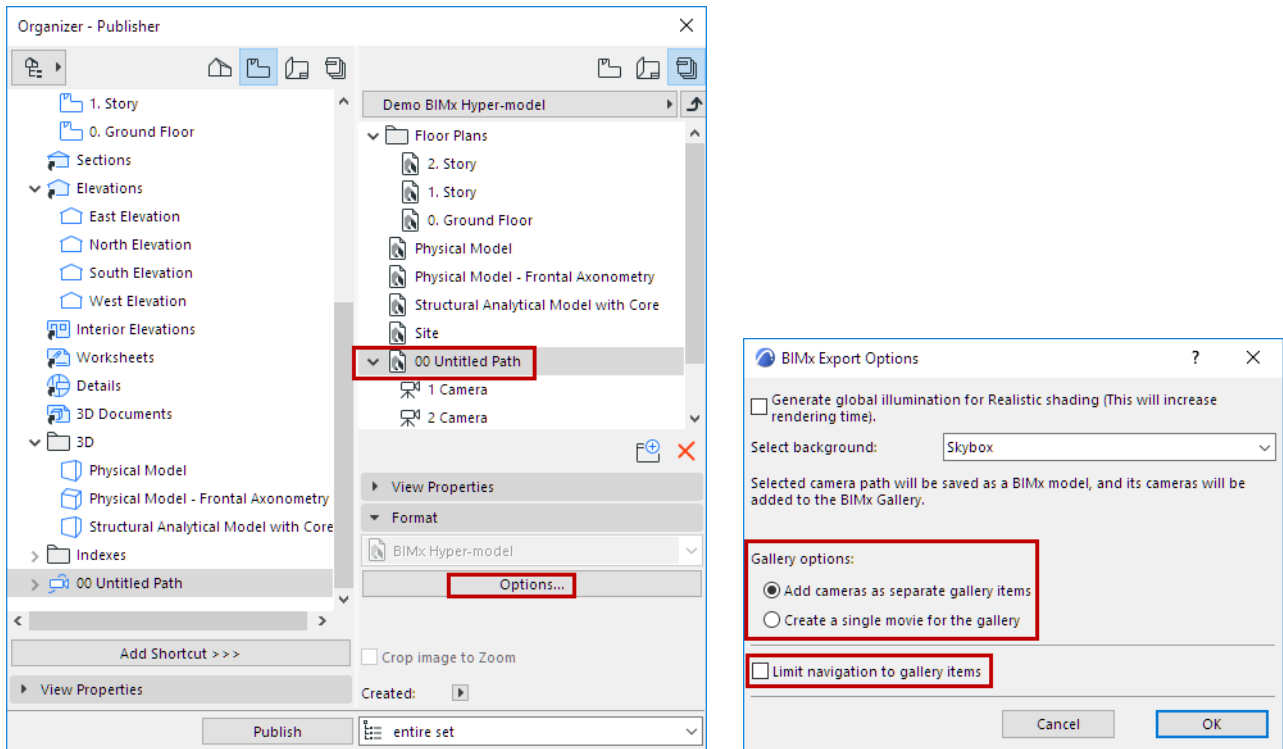 Organizer - Publisher
1. Story
0. Ground Floor
Sections
Elevations
East Elevation
North Elevation
South Elevation
West Elevation
Interior Elevations
Worksheets
Details
3D Documents
3D
Physical Model
Physical Model - Frontal Axonometry
Structural Analytical Model with Core
Indexes
00 Untitled Path
Add Shortcut >>>
View Properties
Demo BIMx Hyper-model
Floor Plans
2. Story
1. Story
0. Ground Floor
Physical Model
Physical Model - Frontal Axonometry
Structural Analytical Model with Core
Site
00 Untitled Path
1 Camera
2 Camera
View Properties
Format
BIMx Hyper-model
Options...
Crop image to Zoom
Created:
Publish
entire set
BIMx Export Options
?
Generate global illumination for Realistic shading (This will increase
rendering time).
Select background:
Skybox
Selected camera path will be saved as a BIMx model, and its cameras will be
added to the BIMx Gallery.
Gallery options:
Add cameras as separate gallery items
Create a single movie for the gallery
Limit navigation to gallery items
Cancel
OK